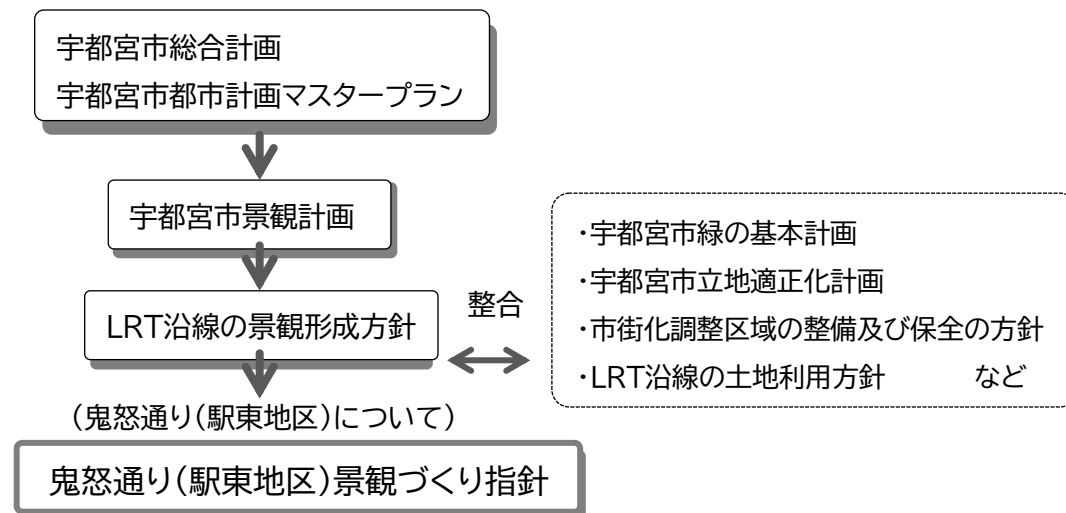 宇都宮市総合計画
宇都宮市都市計画マスタープラン
宇都宮市景観計画
LRT沿線の景観形成方針
整合
・宇都宮市緑の基本計画
・宇都宮市立地適正化計画
・市街化調整区域の整備及び保全の方針
・LRT沿線の土地利用方針 など
(鬼怒通り(駅東地区)について)
鬼怒通り(駅東地区)景観づくり指針